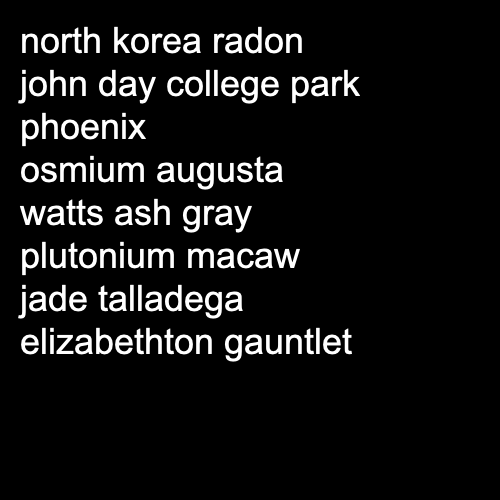 north korea radon
john day college park
phoenix
osmium augusta
watts ash gray
plutonium macaw
jade talladega
elizabethton gauntlet